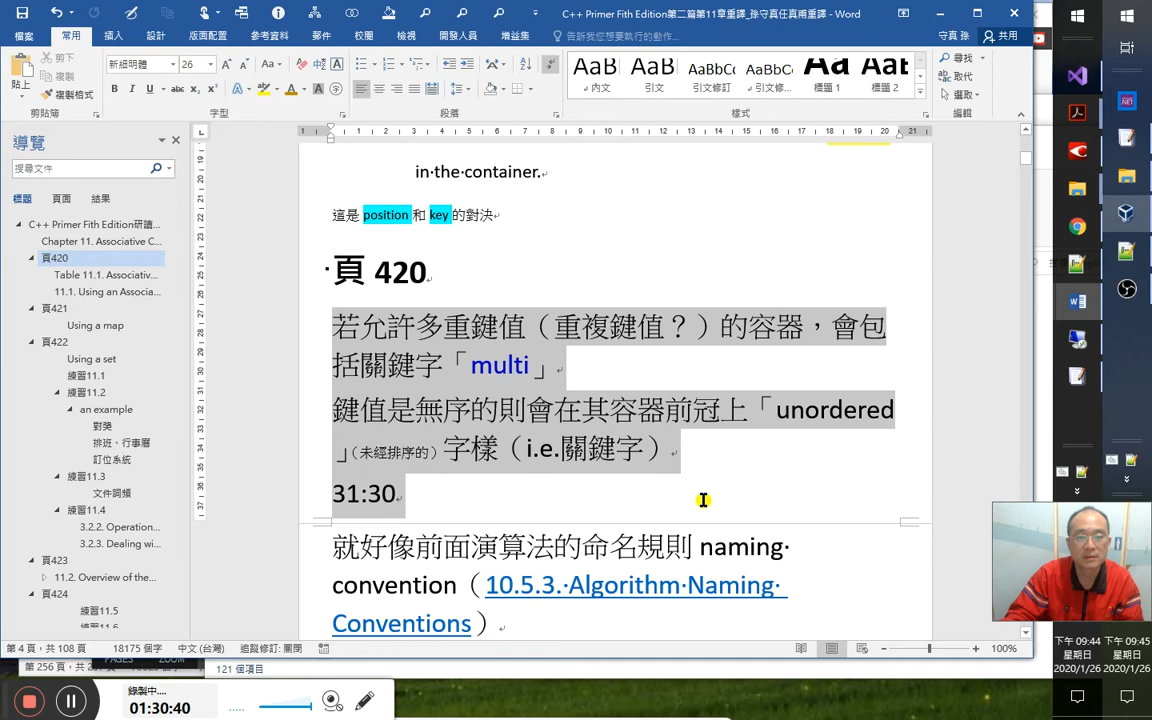 C++ Primer Fith Edition第二篇第11章重譯_孫守真任真甫重譯 - Word
檔案 常用 插入 設計 版面配置 參考資料 郵件 校閱 檢視 開發人員 增益集 告訴我您想要執行的動作... 守真 孫 共用
貼上 剪下 複製 複製格式
新細明體 26
AaB AaB AaBbCc AaBbCc Aa AaB
內文 引文 引文修訂 引文修... 標題 1 標題 2
尋找 取代 選取
剪貼簿 字型 段落 樣式 編輯
導覽
搜尋文件
標題 頁面 結果
C++ Primer Fith Edition研讀...
Chapter 11. Associative C...
頁420
Table 11.1. Associativ...
11.1. Using an Associa...
頁421
Using a map
頁422
Using a set
練習11.1
練習11.2
an example
對獎
排班、行事曆
訂位系統
練習11.3
文件詞頻
練習11.4
3.2.2. Operation...
3.2.3. Dealing wi...
頁423
11.2. Overview of the...
頁424
練習11.5
練習11.6
in·the·container.
這是 position 和 key 的對決
頁 420
若允許多重鍵值（重複鍵值？）的容器，會包
括關鍵字「multi」
鍵值是無序的則會在其容器前冠上「unordered
」(未經排序的) 字樣（i.e.關鍵字）
31:30
就好像前面演算法的命名規則 naming·
convention（10.5.3.·Algorithm·Naming·
Conventions）
第 4 頁，共 108 頁 18175 個字 中文 (台灣) 追蹤修訂: 關閉 100%
PAGES ZOOM
121 個項目
錄製中...
01:30:40
下午 09:44 下午 09:45
星期日 星期日
2020/1/26 2020/1/26